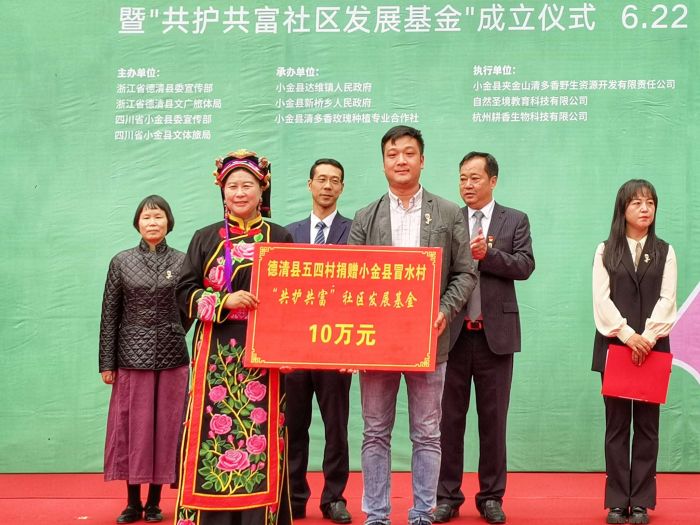 暨"共护共富社区发展基金"成立仪式 6.22
主办单位:
浙江省德清县委宣传部
浙江省德清县文广旅体局
四川省小金县委宣传部
四川省小金县文体旅局
承办单位:
小金县达维镇人民政府
小金县新桥乡人民政府
小金县清多香玫瑰种植专业合作社
执行单位:
小金县夹金山清多香野生资源开发有限责任公司
自然圣境教育科技有限公司
杭州耕香生物科技有限公司
德清县五四村捐赠小金县冒水村
“共护共富”社区发展基金
10万元